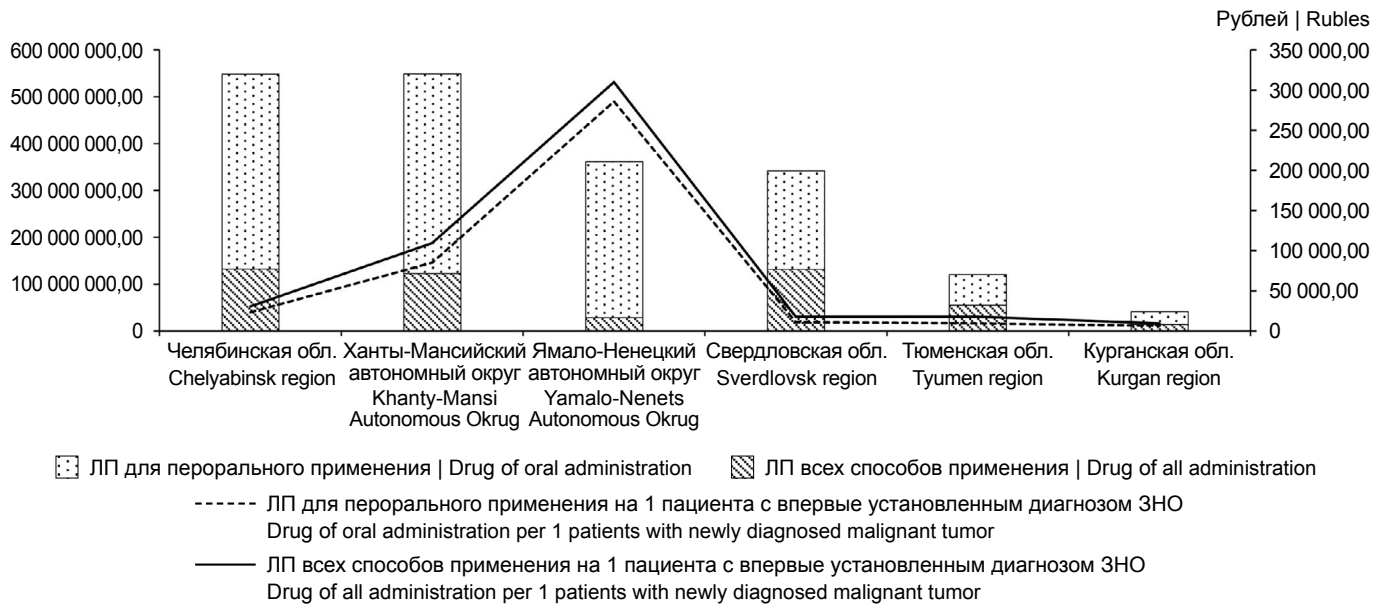 Рублей | Rubles
600 000 000,00
500 000 000,00
400 000 000,00
300 000 000,00
200 000 000,00
100 000 000,00
0
350 000,00
300 000,00
250 000,00
200 000,00
150 000,00
100 000,00
50 000,00
0
Челябинская обл.
Chelyabinsk region
Ханты-Мансийский
автономный округ
Khanty-Mansi
Autonomous Okrug
Ямало-Ненецкий
автономный округ
Yamalo-Nenets
Autonomous Okrug
Свердловская обл.
Sverdlovsk region
Тюменская обл.
Tyumen region
Курганская обл.
Kurgan region
ЛП для перорального применения | Drug of oral administration
ЛП всех способов применения | Drug of all administration
ЛП для перорального применения на 1 пациента с впервые установленным диагнозом ЗНО
Drug of oral administration per 1 patients with newly diagnosed malignant tumor
ЛП всех способов применения на 1 пациента с впервые установленным диагнозом ЗНО
Drug of all administration per 1 patients with newly diagnosed malignant tumor